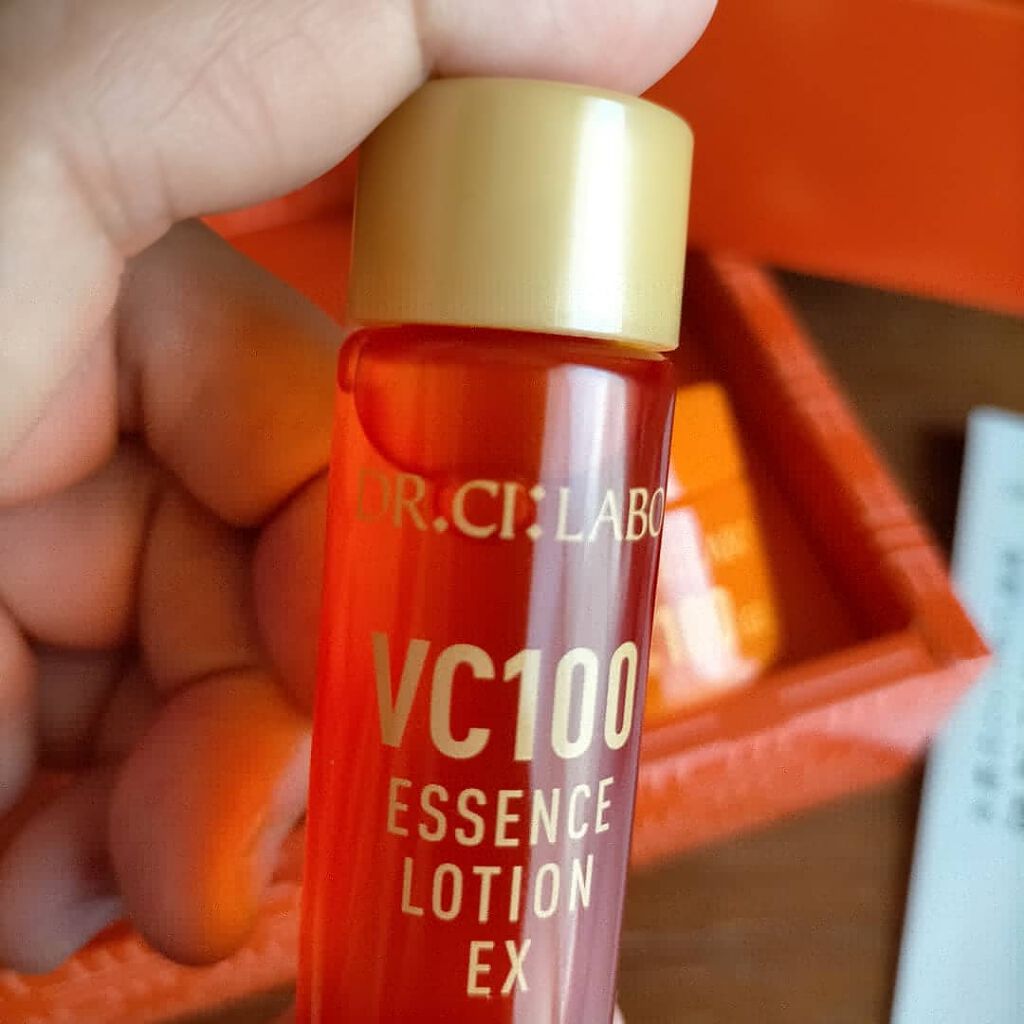 DR.CI:LABO
VC100
ESSENCE
LOTION
EX